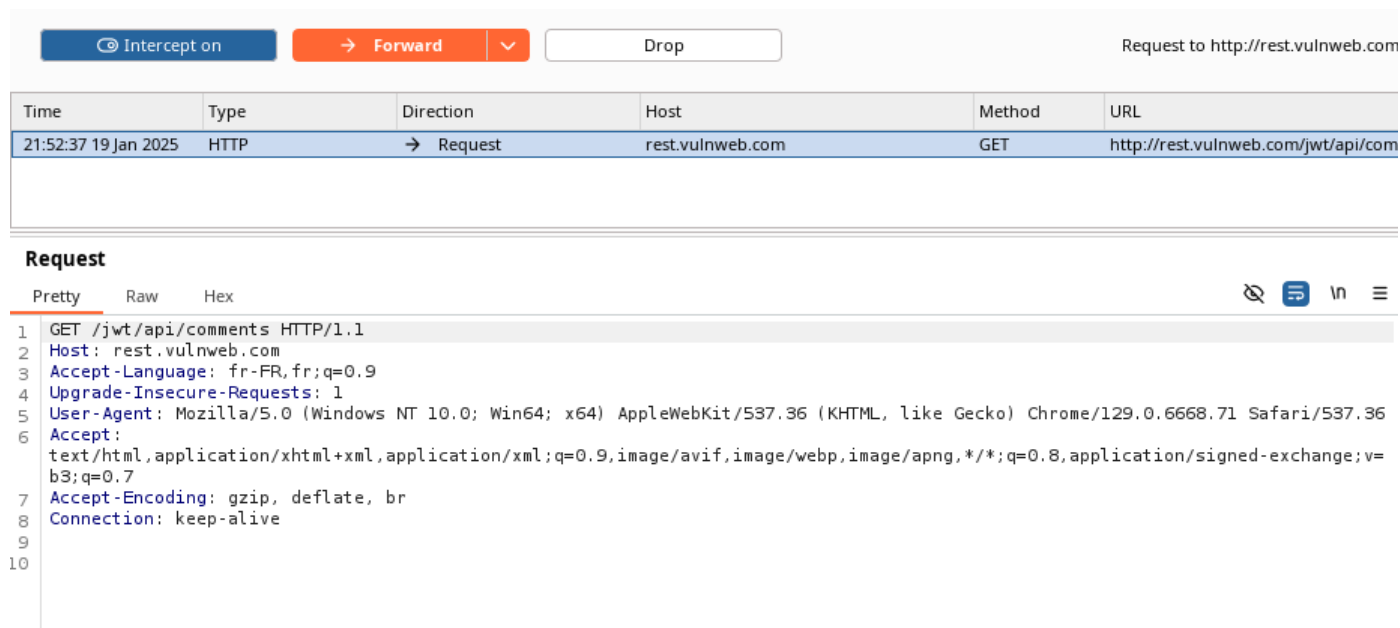 Intercept on Forward Drop Request to http://rest.vulnweb.com
Time Type Direction Host Method URL
21:52:37 19 Jan 2025 HTTP → Request rest.vulnweb.com GET http://rest.vulnweb.com/jwt/api/com
Request
Pretty Raw Hex \n
1 GET /jwt/api/comments HTTP/1.1
2 Host: rest.vulnweb.com
3 Accept-Language: fr-FR,fr;q=0.9
4 Upgrade-Insecure-Requests: 1
5 User-Agent: Mozilla/5.0 (Windows NT 10.0; Win64; x64) AppleWebKit/537.36 (KHTML, like Gecko) Chrome/129.0.6668.71 Safari/537.36
6 Accept:
text/html,application/xhtml+xml,application/xml;q=0.9,image/avif,image/webp,image/apng,*/*;q=0.8,application/signed-exchange;v=
b3;q=0.7
7 Accept-Encoding: gzip, deflate, br
8 Connection: keep-alive
9
10